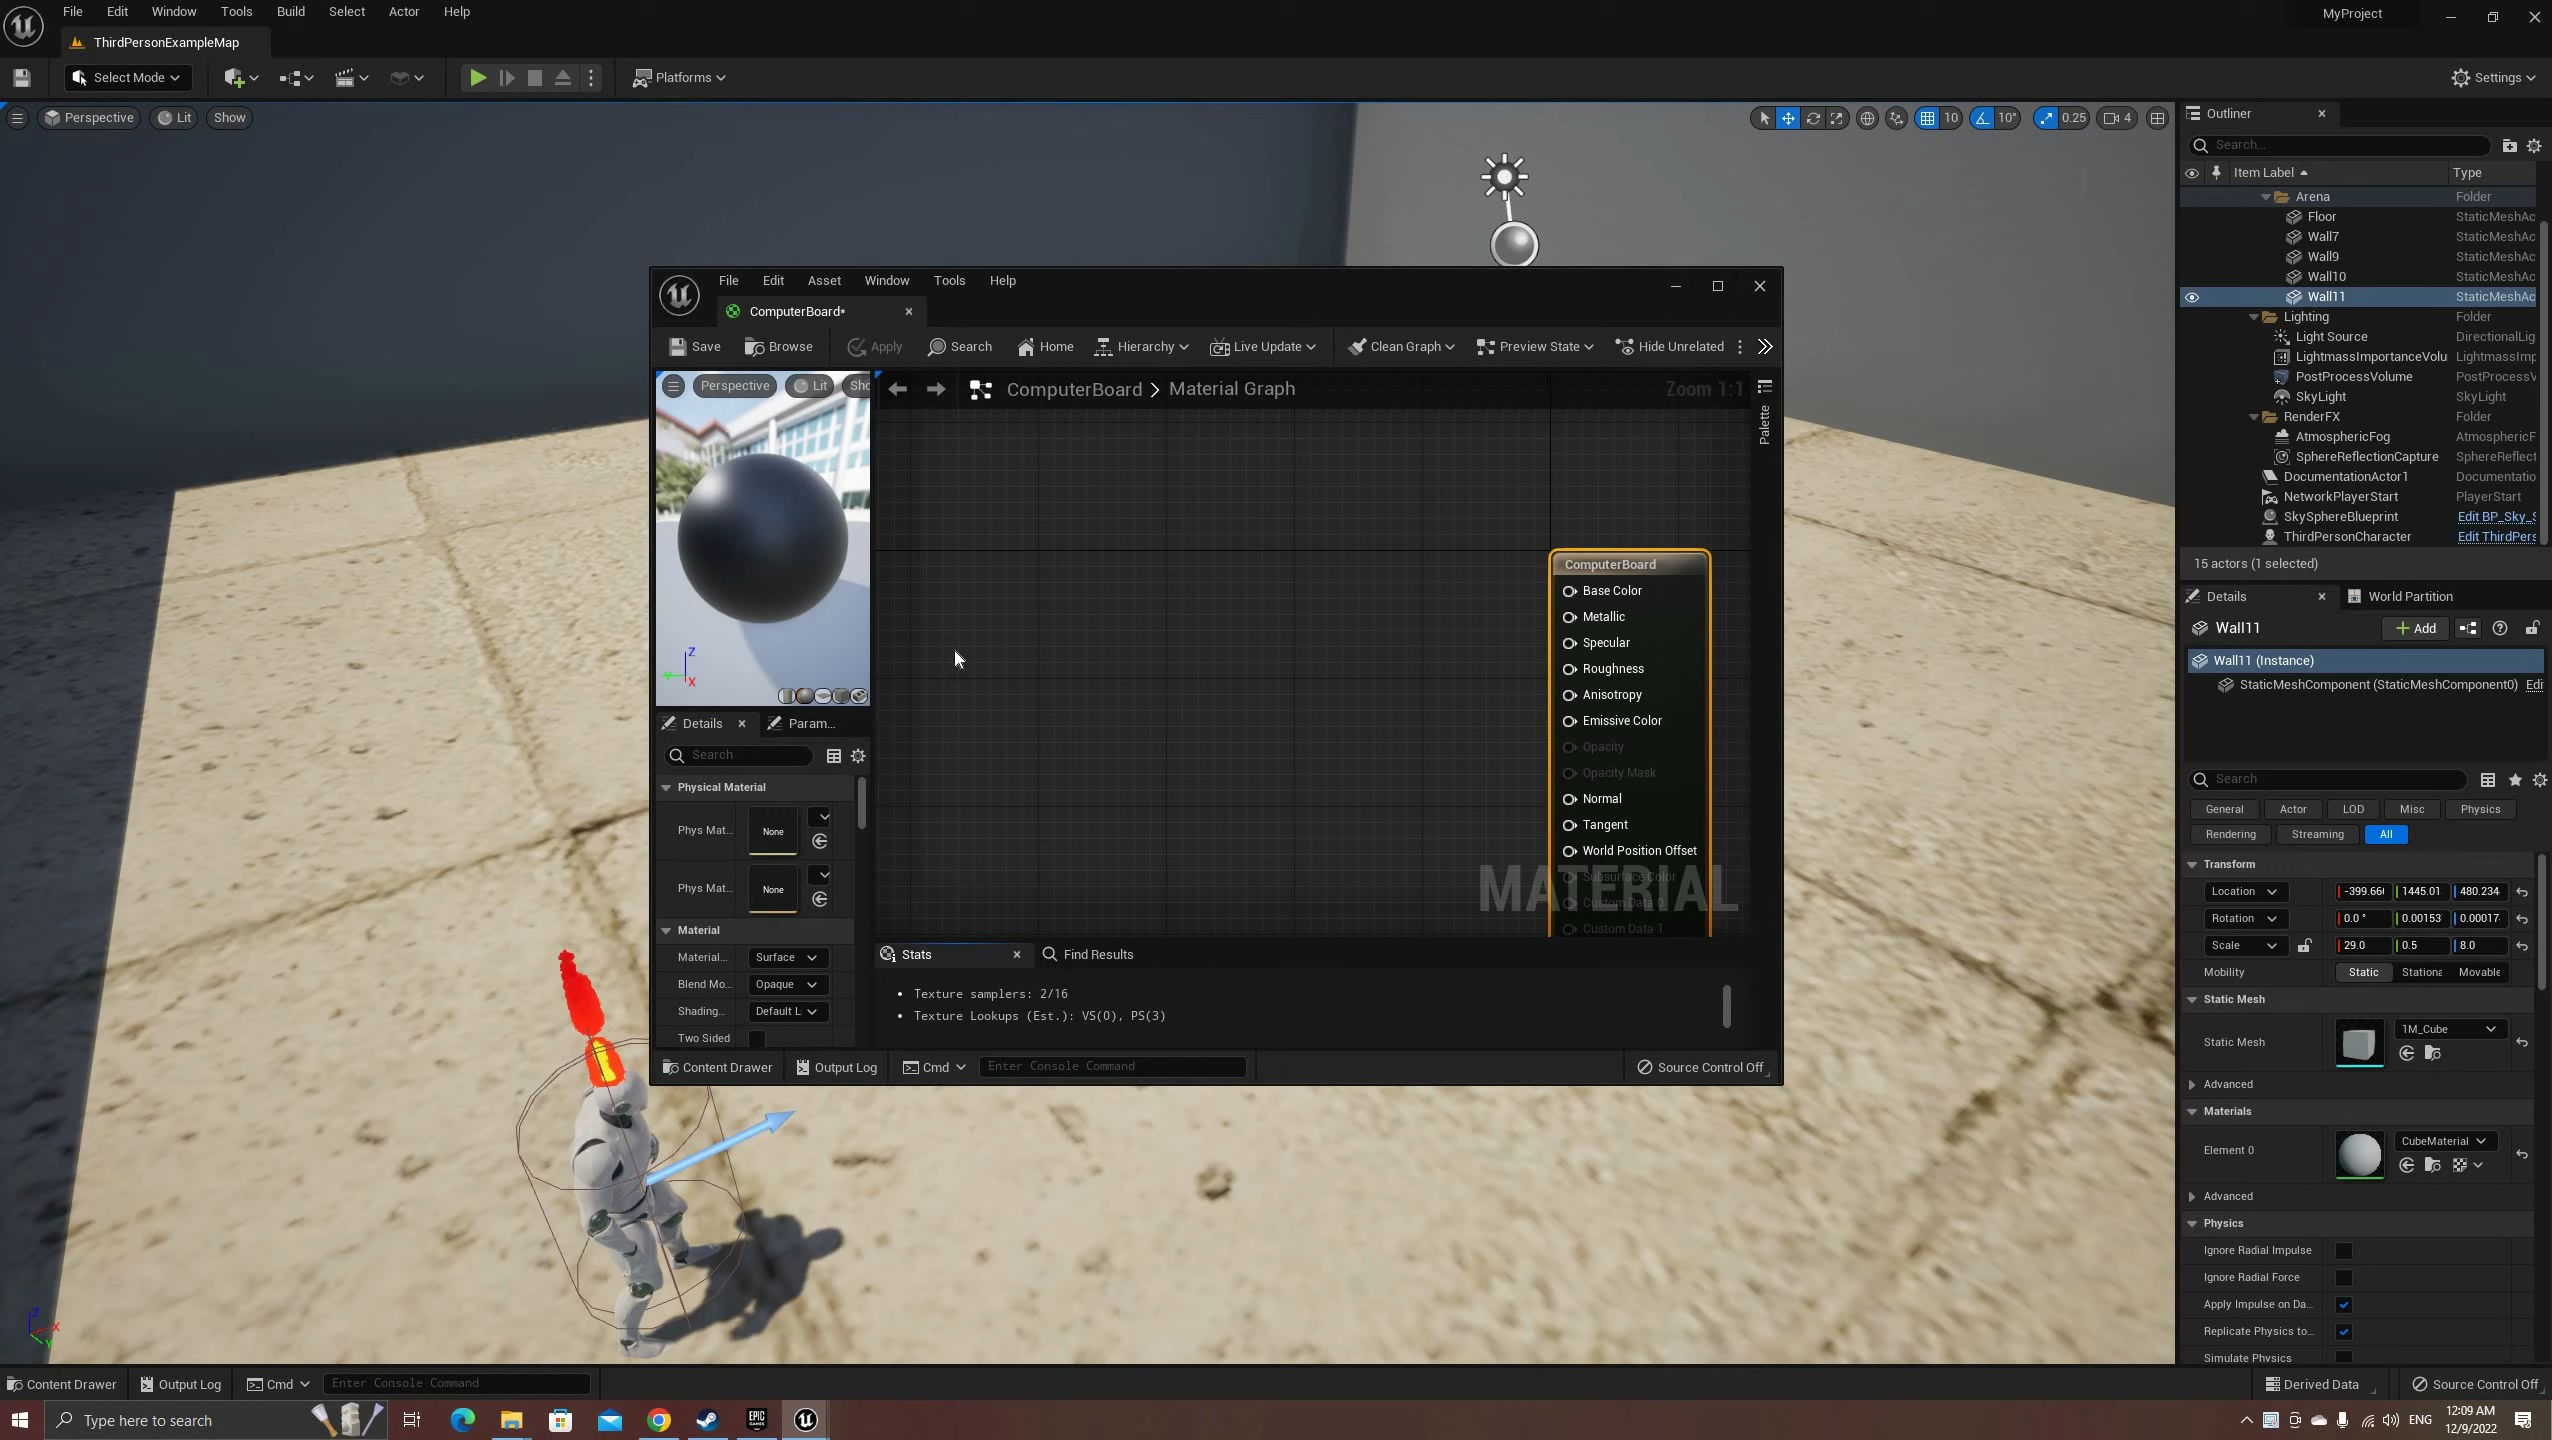 File Edit Window Tools Build Select Actor Help
MyProject
ThirdPersonExampleMap
Select Mode
Platforms
Settings
Perspective
Lit
Show
10
10°
0.25
4
Outliner
Search...
Item Label
Type
Arena
Folder
Floor
StaticMeshAc
Wall7
StaticMeshAc
Wall9
StaticMeshAc
Wall10
StaticMeshAc
Wall11
StaticMeshAc
Lighting
Folder
Light Source
DirectionalLig
LightmassImportanceVolu
LightmassImp
PostProcessVolume
PostProcessV
SkyLight
SkyLight
RenderFX
Folder
AtmosphericFog
AtmosphericF
SphereReflectionCapture
SphereReflect
DocumentationActor1
Documentatio
NetworkPlayerStart
PlayerStart
SkySphereBlueprint
Edit BP_Sky_S
ThirdPersonCharacter
Edit ThirdPers
15 actors (1 selected)
Details
World Partition
Wall11
Add
Wall11 (Instance)
StaticMeshComponent (StaticMeshComponent0)
Edi
Search
General
Actor
LOD
Misc
Physics
Rendering
Streaming
All
Transform
Location
-399.66
1445.01
480.234
Rotation
0.0 °
0.00153
0.00017
Scale
29.0
0.5
8.0
Mobility
Static
Stationa
Movable
Static Mesh
Static Mesh
1M_Cube
Advanced
Materials
Element 0
CubeMaterial
Advanced
Physics
Ignore Radial Impulse
Ignore Radial Force
Apply Impulse on Da...
Replicate Physics to...
Simulate Physics
File Edit Asset Window Tools Help
ComputerBoard*
Save
Browse
Apply
Search
Home
Hierarchy
Live Update
Clean Graph
Preview State
Hide Unrelated
Perspective
Lit
Sho
ComputerBoard > Material Graph
Zoom 1:1
Palette
Z
X
Details
Param...
Search
Physical Material
Phys Mat...
None
Phys Mat...
None
Material
Material...
Surface
Blend Mo...
Opaque
Shading...
Default L
Two Sided
ComputerBoard
Base Color
Metallic
Specular
Roughness
Anisotropy
Emissive Color
Opacity
Opacity Mask
Normal
Tangent
World Position Offset
Subsurface Color
Custom Data 0
Custom Data 1
MATERIAL
Stats
Find Results
Texture samplers: 2/16
Texture Lookups (Est.): VS(0), PS(3)
Content Drawer
Output Log
Cmd
Enter Console Command
Source Control Off
Z
X
Y
Content Drawer
Output Log
Cmd
Enter Console Command
Derived Data
Source Control Off
Type here to search
EPIC
GAMES
ENG
12:09 AM
12/9/2022